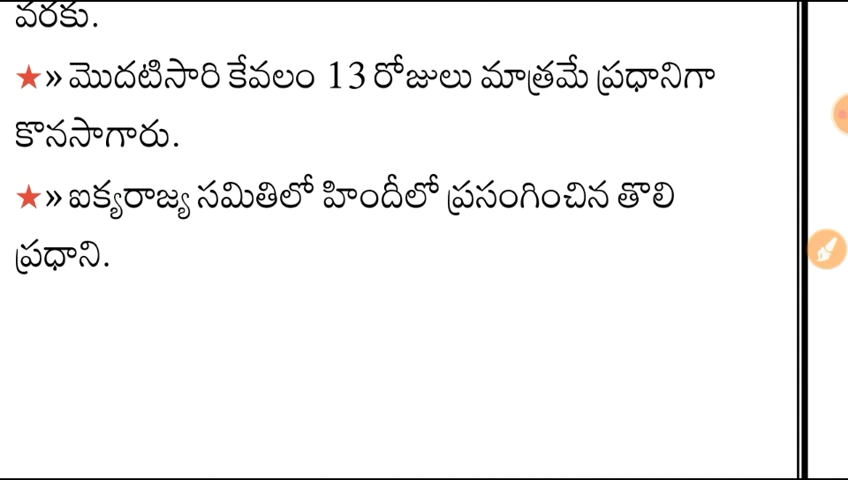 వరకు.
★» మొదటిసారి కేవలం 13 రోజులు మాత్రమే ప్రధానిగా
కొనసాగారు.
★» ఐక్యరాజ్య సమితిలో హిందీలో ప్రసంగించిన తొలి
ప్రధాని.